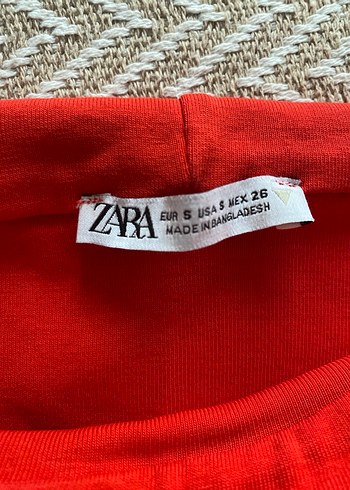 ZARA
EUR S USA S MEX 26
MADE IN BANGLADESH